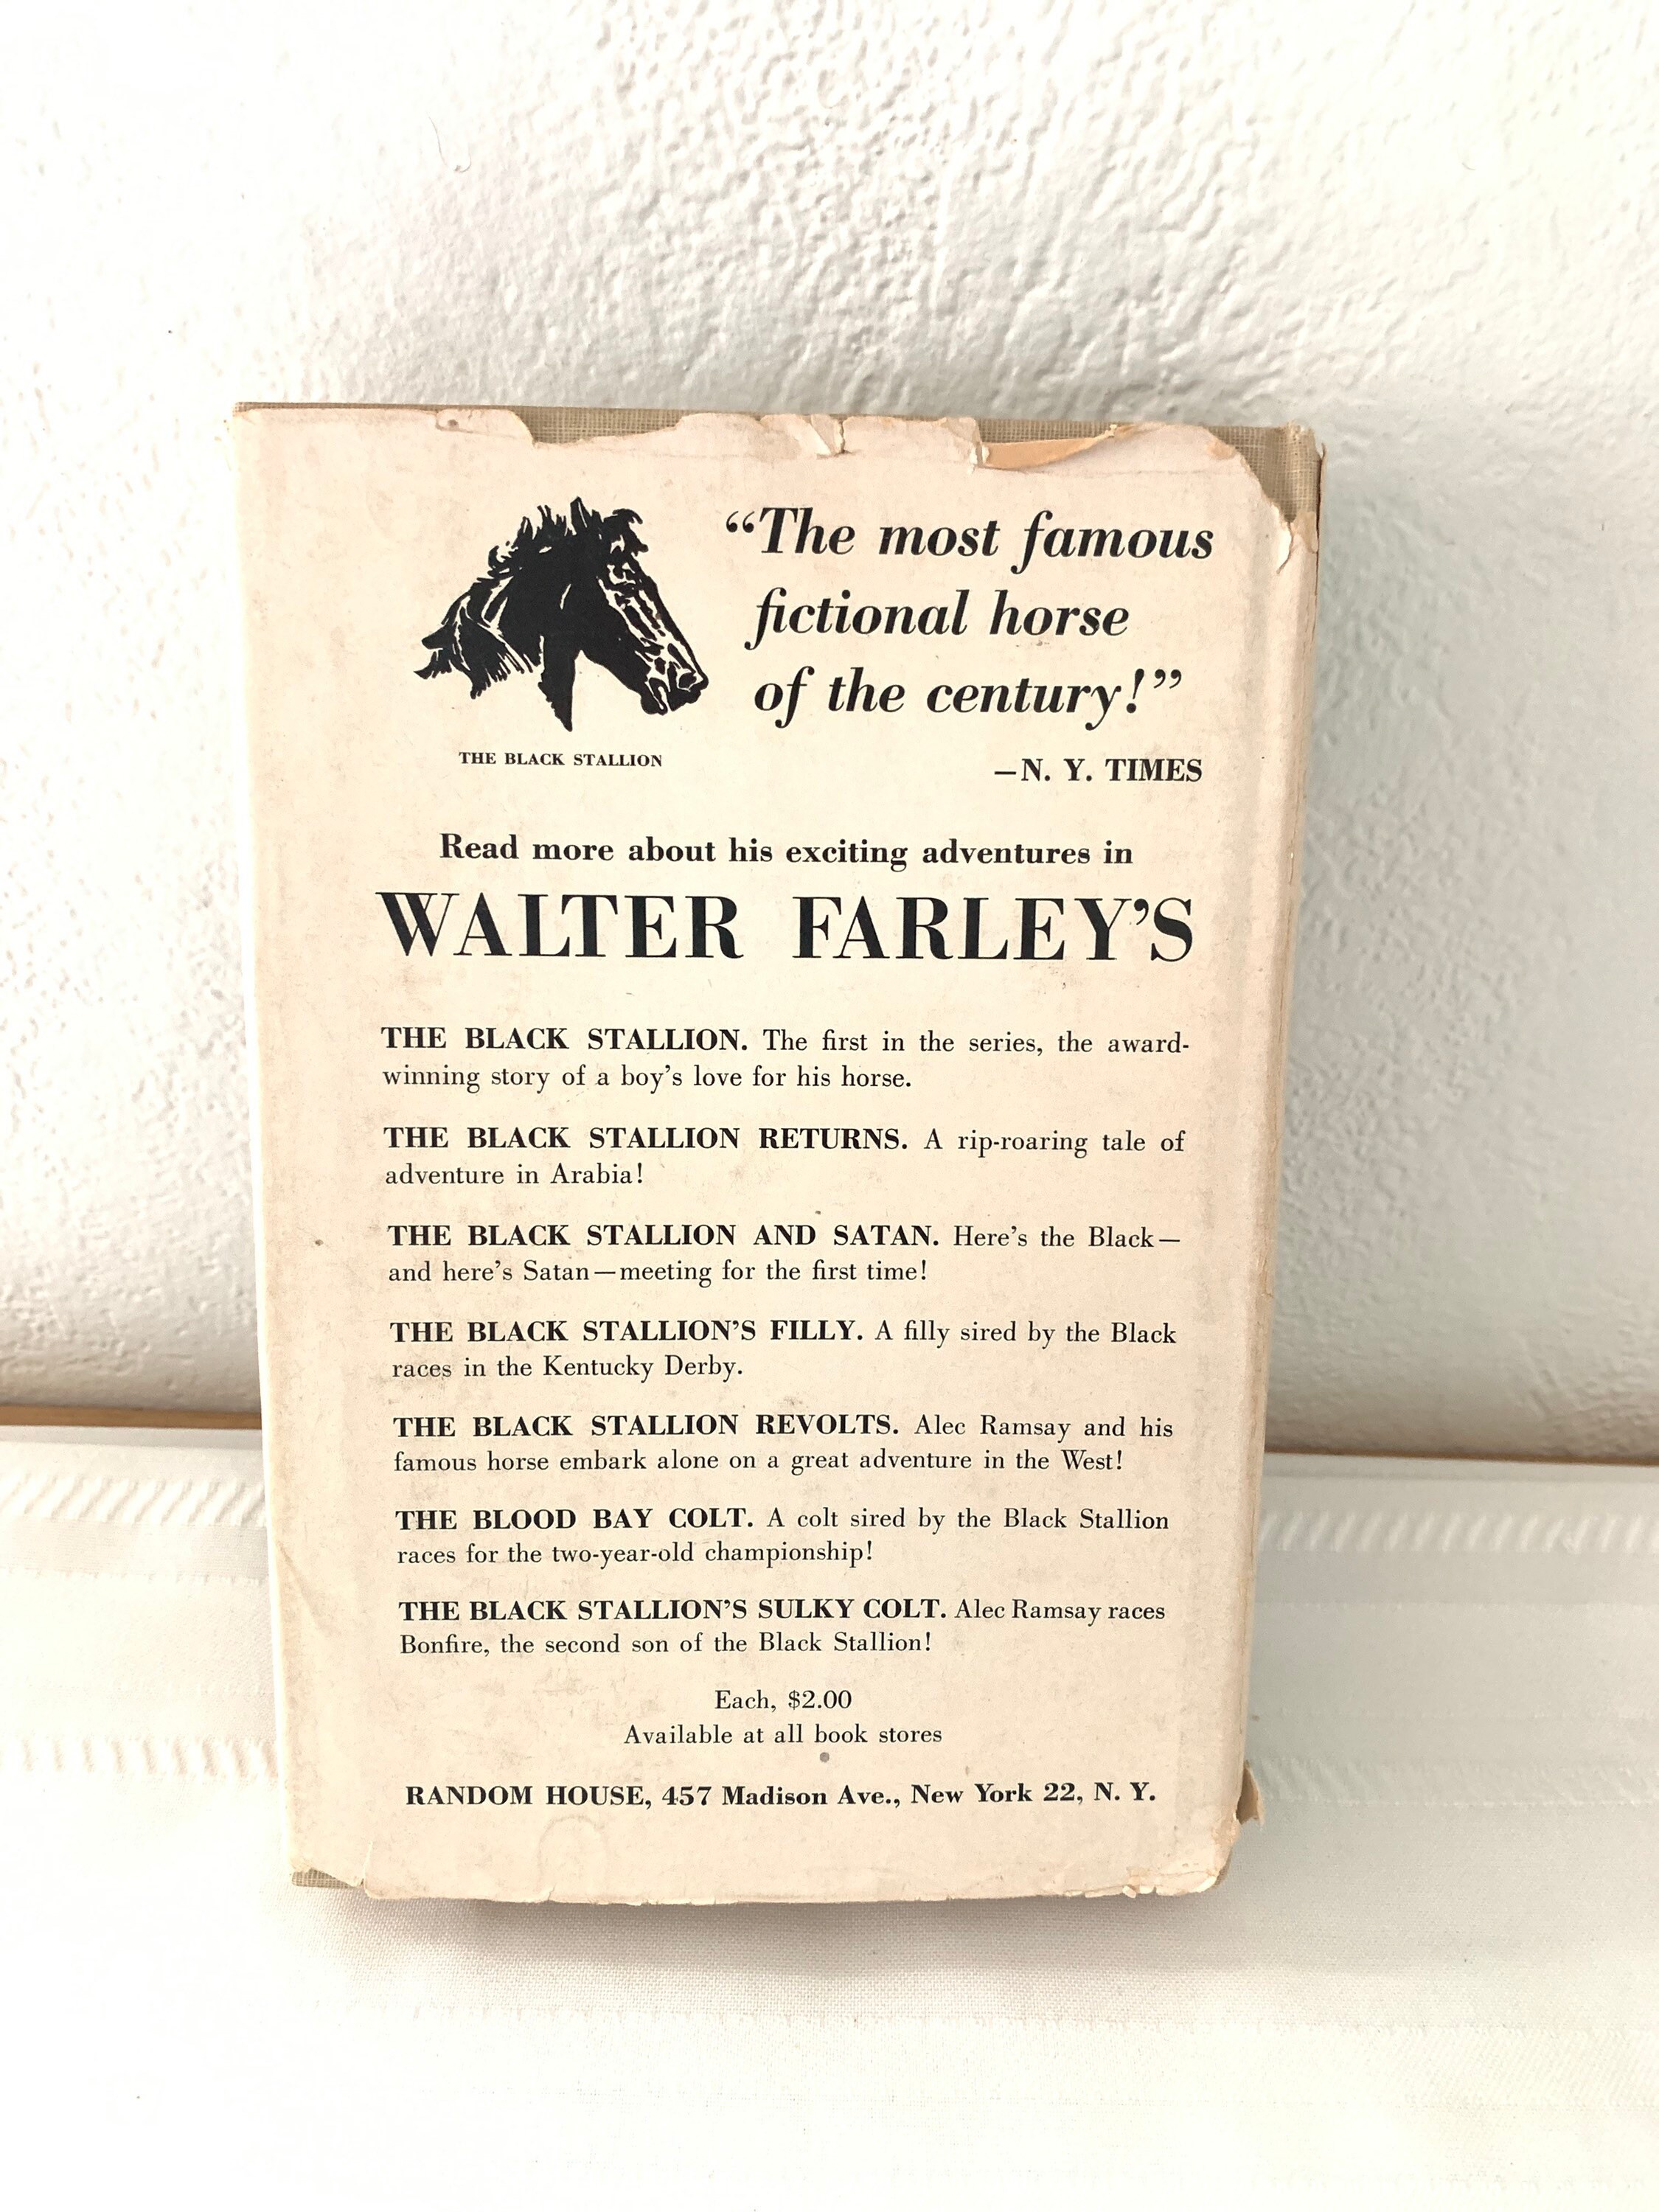 "The most famous
fictional horse
of the century!"
THE BLACK STALLION
—N. Y. TIMES
Read more about his exciting adventures in
WALTER FARLEY'S
THE BLACK STALLION. The first in the series, the award-
winning story of a boy's love for his horse.
THE BLACK STALLION RETURNS. A rip-roaring tale of
adventure in Arabia!
THE BLACK STALLION AND SATAN. Here's the Black—
and here's Satan—meeting for the first time!
THE BLACK STALLION'S FILLY. A filly sired by the Black
races in the Kentucky Derby.
THE BLACK STALLION REVOLTS. Alec Ramsay and his
famous horse embark alone on a great adventure in the West!
THE BLOOD BAY COLT. A colt sired by the Black Stallion
races for the two-year-old championship!
THE BLACK STALLION'S SULKY COLT. Alec Ramsay races
Bonfire, the second son of the Black Stallion!
Each, $2.00
Available at all book stores
RANDOM HOUSE, 457 Madison Ave., New York 22, N. Y.